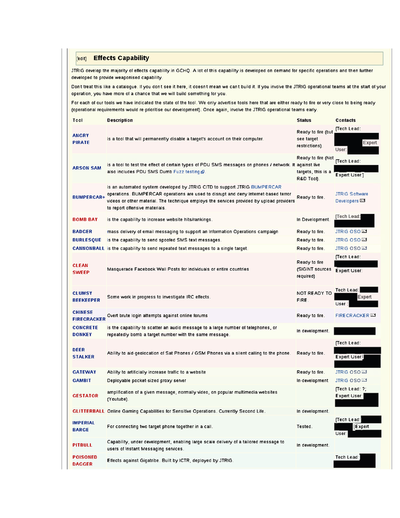 [edit] Effects Capability
JTRIG develop the majority of effects capability in GCHQ. A lot of this capability is developed on demand for specific operations and then further
developed to provide weaponised capability.
Don't treat this like a catalogue. If you don't see it here, it doesn't mean we can't build it. If you involve the JTRIG operational teams at the start of your
operation, you have more of a chance that we will build something for you.
For each of our tools we have indicated the state of the tool. We only advertise tools here that are either ready to fire or very close to being ready
(operational requirements would re-prioritise our development). Once again, involve the JTRIG operational teams early.
Tool Description Status Contacts
ANGRY PIRATE is a tool that will permanently disable a target's account on their computer. Ready to fire (but see target restrictions) [Tech Lead: Expert User:
ARSON SAM is a tool to test the effect of certain types of PDU SMS messages on phones / network. It also includes PDU SMS Dumb Fuzz testing Ready to fire (Not against live targets, this is a R&D Tool) [Tech Lead: Expert User:]
BUMPERCAR+ is an automated system developed by JTRIG CITD to support JTRIG BUMPERCAR operations. BUMPERCAR operations are used to disrupt and deny Internet-based terror videos or other material. The technique employs the services provided by upload providers to report offensive materials. Ready to fire. JTRIG Software Developers
BOMB BAY is the capability to increase website hits/rankings. In Development [Tech Lead:
BADGER mass delivery of email messaging to support an Information Operations campaign Ready to fire. JTRIG OSO
BURLESQUE is the capability to send spoofed SMS text messages. Ready to fire. JTRIG OSO
CANNONBALL is the capability to send repeated text messages to a single target. Ready to fire. JTRIG OSO
CLEAN SWEEP Masquerade Facebook Wall Posts for individuals or entire countries Ready to fire (SIGINT sources required) [Tech Lead: Expert User:
CLUMSY BEEKEEPER Some work in progress to investigate IRC effects. NOT READY TO FIRE Tech Lead: Expert User:
CHINESE FIRECRACKER Overt brute login attempts against online forums Ready to fire. FIRECRACKER
CONCRETE DONKEY is the capability to scatter an audio message to a large number of telephones, or repeatedly bomb a target number with the same message. In development.
DEER STALKER Ability to aid geolocation of Sat Phones / GSM Phones via a silent calling to the phone. Ready to fire. [Tech Lead: Expert User:
GATEWAY Ability to artificially increase traffic to a website Ready to fire. JTRIG OSO
GAMBIT Deployable pocket-sized proxy server In development JTRIG OSO
GESTATOR amplification of a given message, normally video, on popular multimedia websites (Youtube). [Tech Lead: ?, Expert User:
GLITTERBALL Online Gaming Capabilities for Sensitive Operations. Currently Second Life. In development
IMPERIAL BARGE For connecting two target phone together in a call. Tested. [Tech Lead: Expert User:
PITBULL Capability, under development, enabling large scale delivery of a tailored message to users of Instant Messaging services. In development
POISONED DAGGER Effects against Gigatribe. Built by ICTR, deployed by JTRIG. Tech Lead: